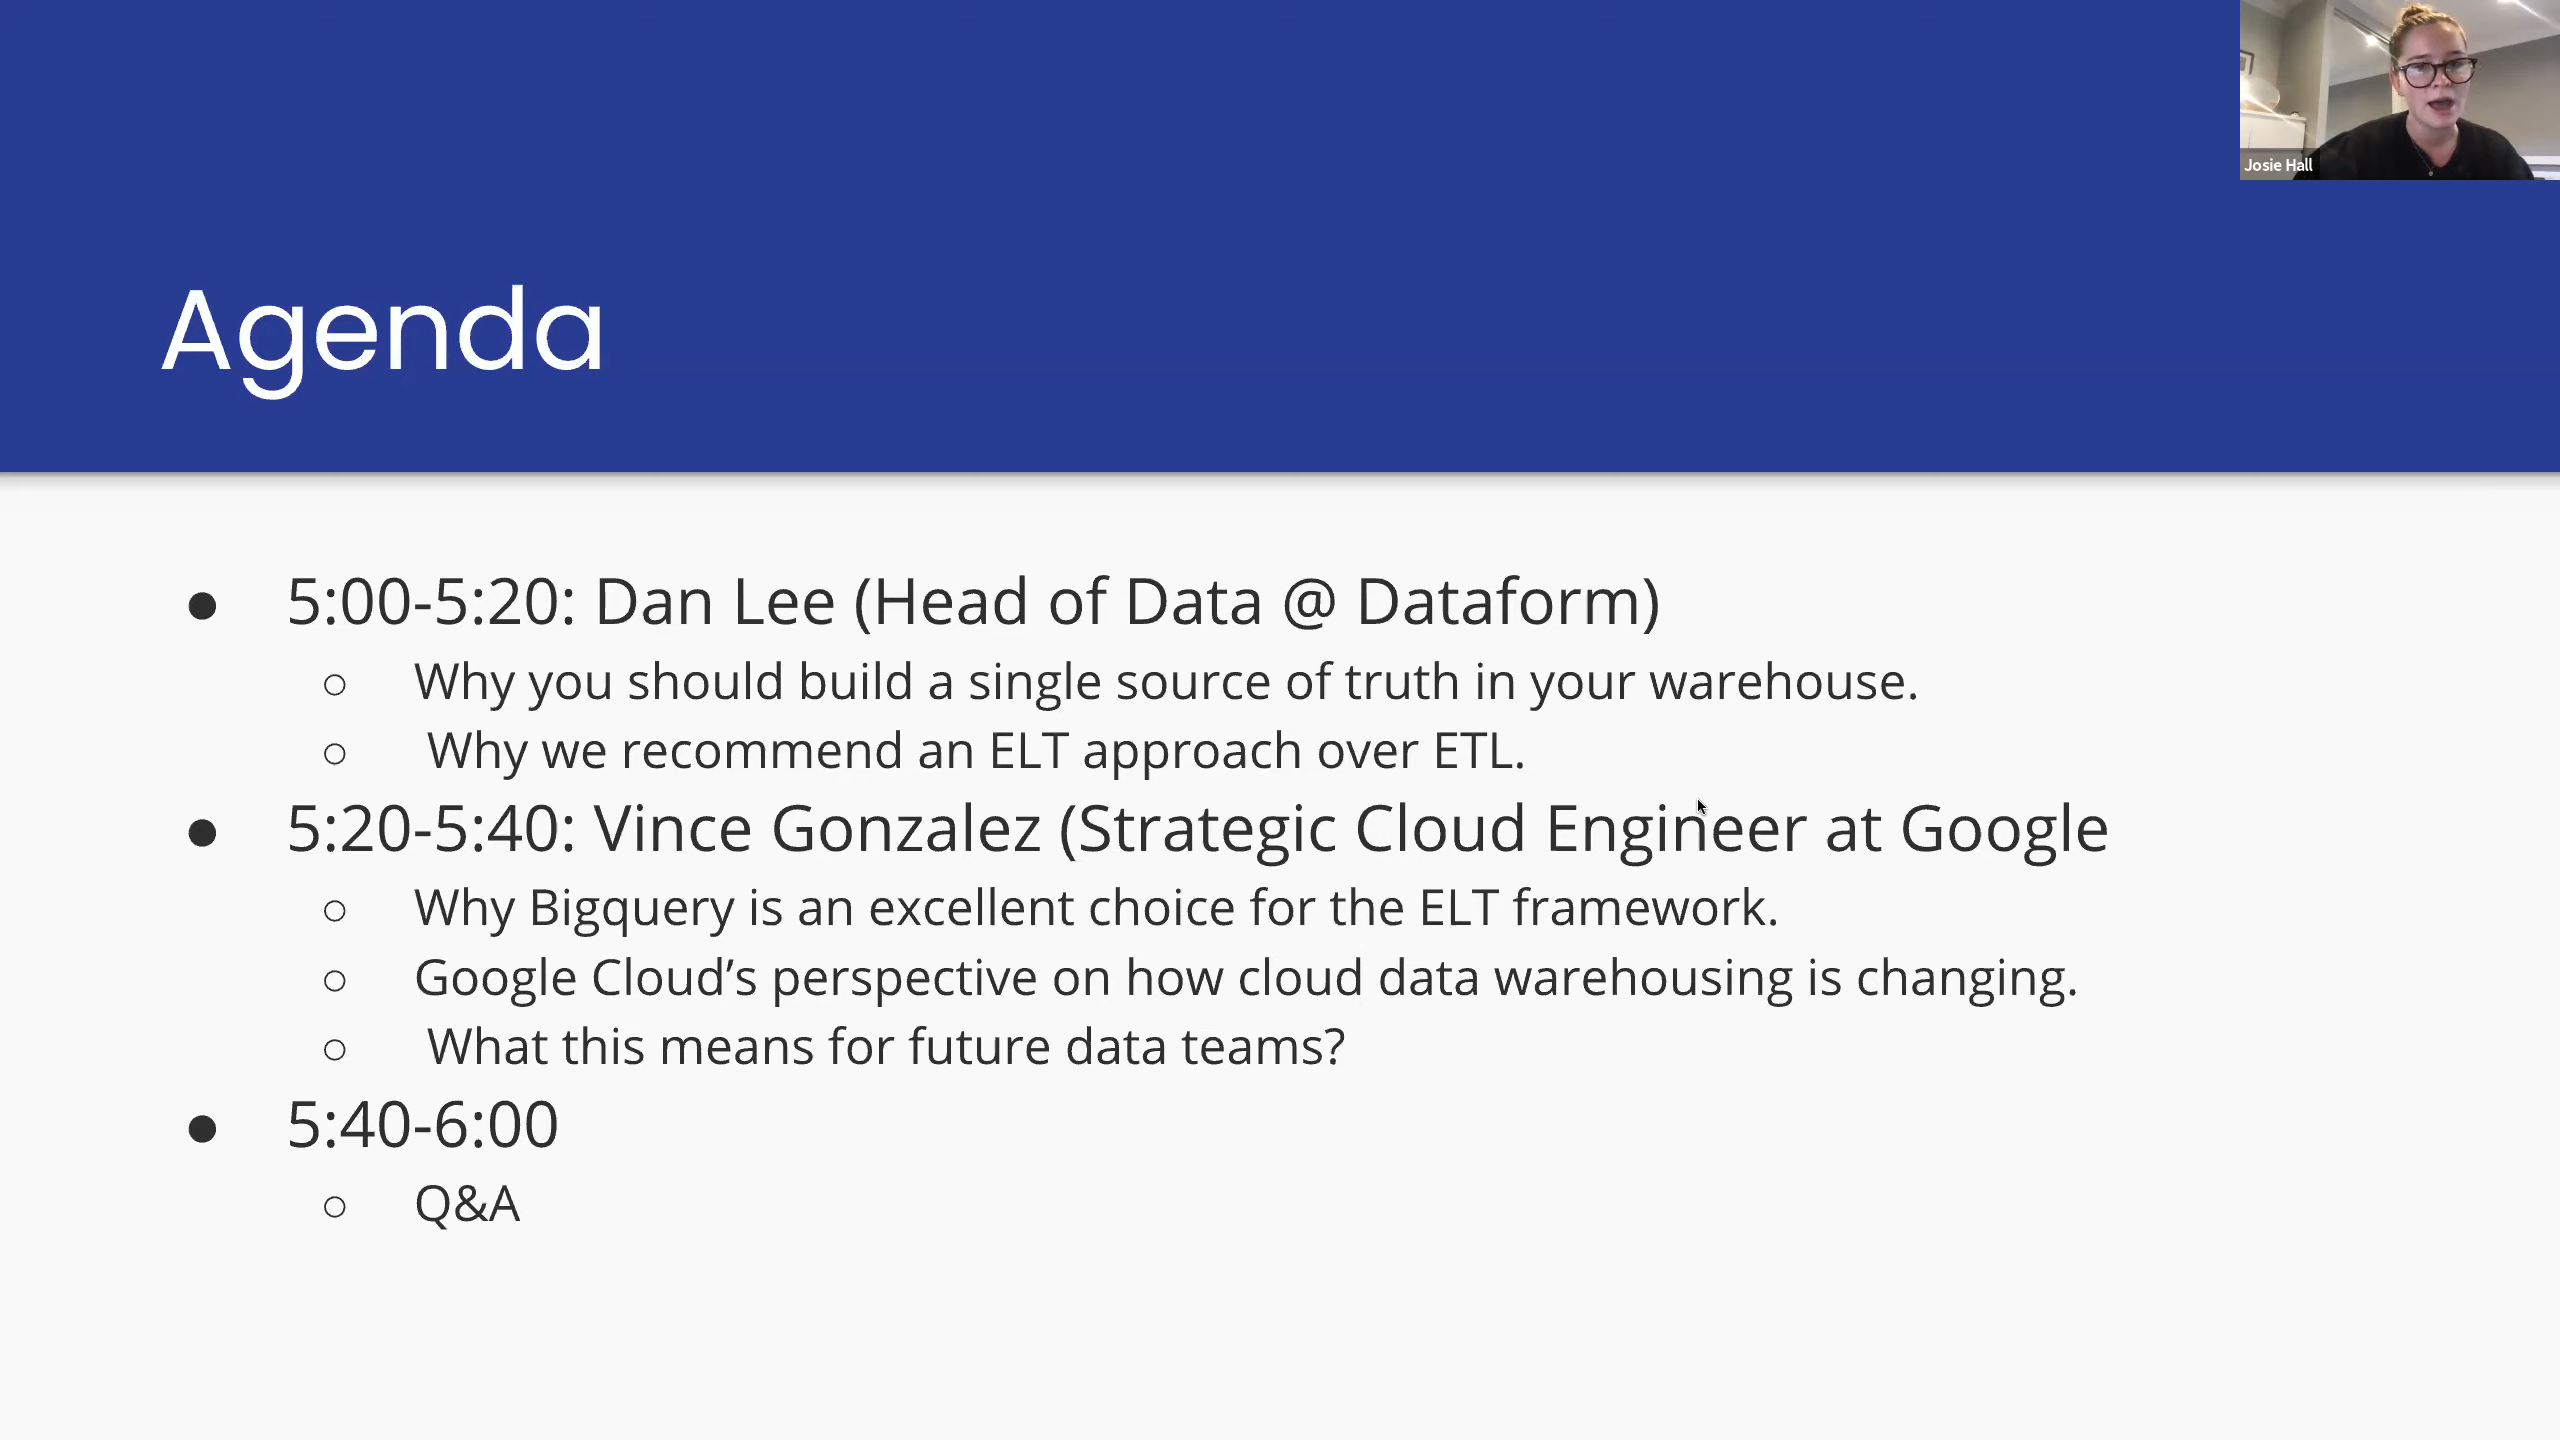 Josie Hall
Agenda
● 5:00-5:20: Dan Lee (Head of Data @ Dataform)
○ Why you should build a single source of truth in your warehouse.
○ Why we recommend an ELT approach over ETL.
● 5:20-5:40: Vince Gonzalez (Strategic Cloud Engineer at Google
○ Why Bigquery is an excellent choice for the ELT framework.
○ Google Cloud’s perspective on how cloud data warehousing is changing.
○ What this means for future data teams?
● 5:40-6:00
○ Q&A